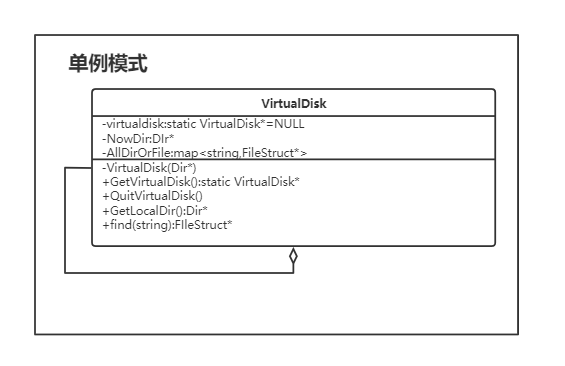 单例模式
VirtualDisk
-virtualdisk:static VirtualDisk*=NULL
-NowDir:DIr*
-AllDirOrFile:map<string,FileStruct*>
-VirtualDisk(Dir*)
+GetVirtualDisk():static VirtualDisk*
+QuitVirtualDisk()
+GetLocalDir():Dir*
+find(string):FIleStruct*